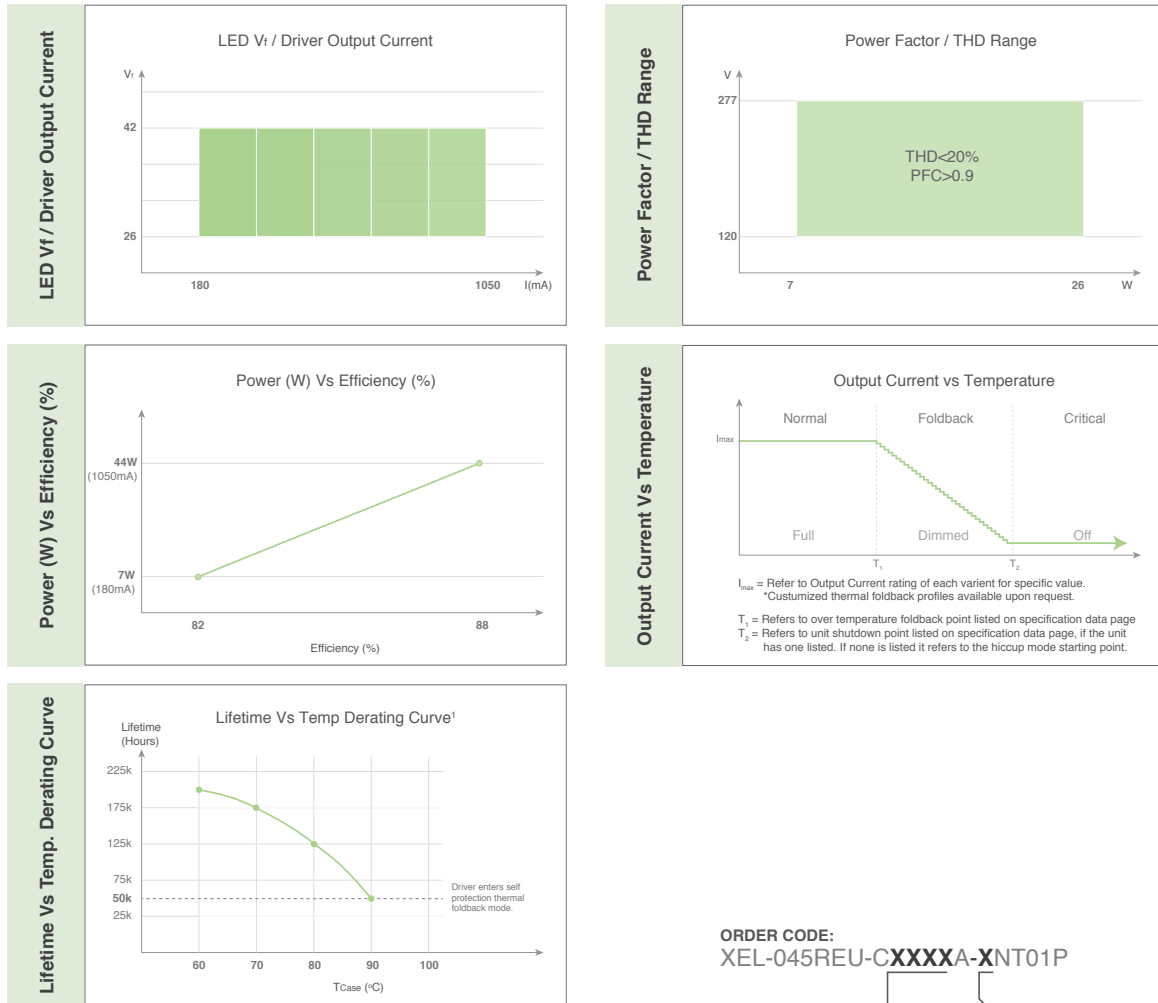 LED Vf / Driver Output Current
LED Vf / Driver Output Current
Vf
42
26
180
1050
I(mA)
Power Factor / THD Range
Power Factor / THD Range
V
277
THD<20%
PFC>0.9
120
7
26
W
Power (W) Vs Efficiency (%)
Power (W) Vs Efficiency (%)
44W
(1050mA)
7W
(180mA)
82
88
Efficiency (%)
Output Current Vs Temperature
Output Current vs Temperature
Normal
Foldback
Critical
Imax
Full
Dimmed
Off
T1
T2
Imax = Refer to Output Current rating of each varient for specific value.
*Custumized thermal foldback profiles available upon request.
T1 = Refers to over temperature foldback point listed on specification data page
T2 = Refers to unit shutdown point listed on specification data page, if the unit
has one listed. If none is listed it refers to the hiccup mode starting point.
Lifetime Vs Temp. Derating Curve
Lifetime Vs Temp Derating Curve¹
Lifetime
(Hours)
225k
175k
125k
75k
50k
25k
Driver enters self
protection thermal
foldback mode.
60
70
80
90
100
TCase (ºC)
ORDER CODE:
XEL-045REU-CXXXXA-XNT01P